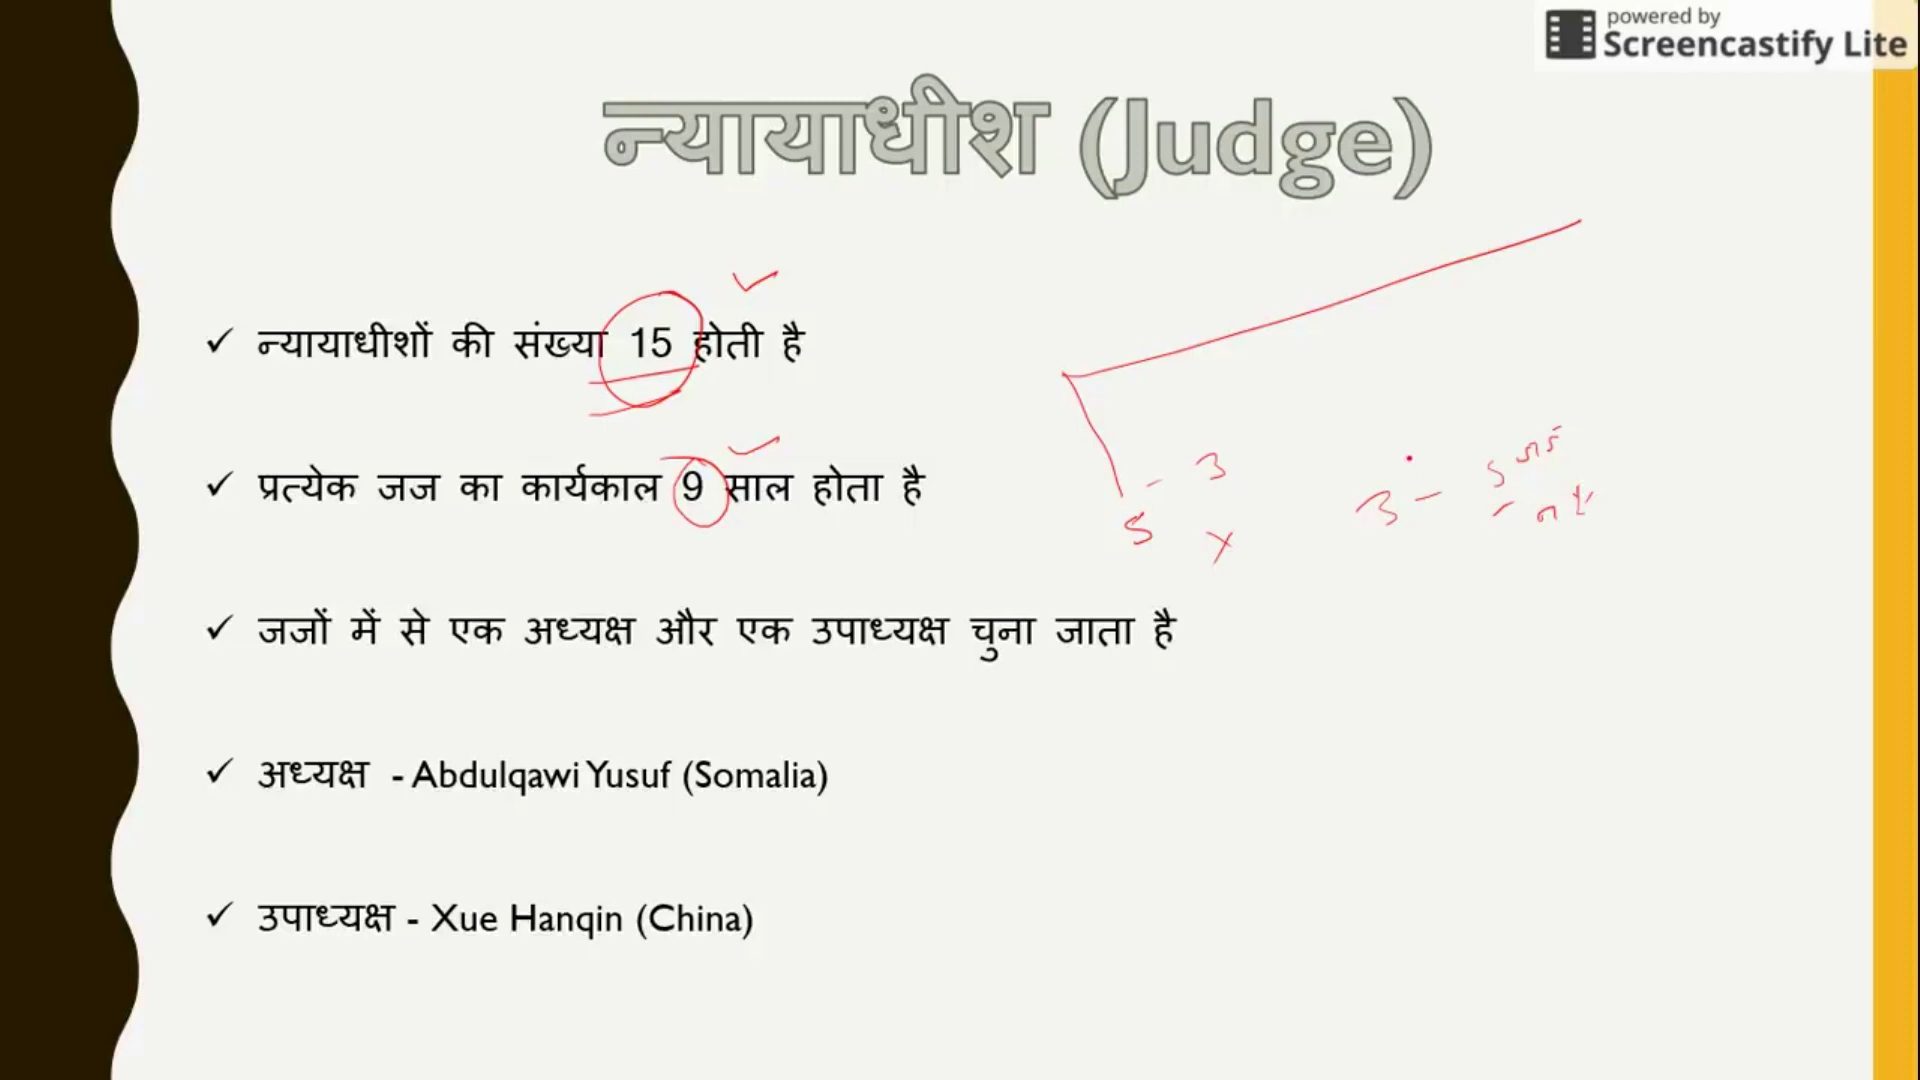 powered by
Screencastify Lite
न्यायाधीश (Judge)
✓ न्यायाधीशों की संख्या 15 होती है
✓ प्रत्येक जज का कार्यकाल 9 साल होता है
5 - 3
3 -
✓ जजों में से एक अध्यक्ष और एक उपाध्यक्ष चुना जाता है
✓ अध्यक्ष - Abdulqawi Yusuf (Somalia)
✓ उपाध्यक्ष - Xue Hanqin (China)